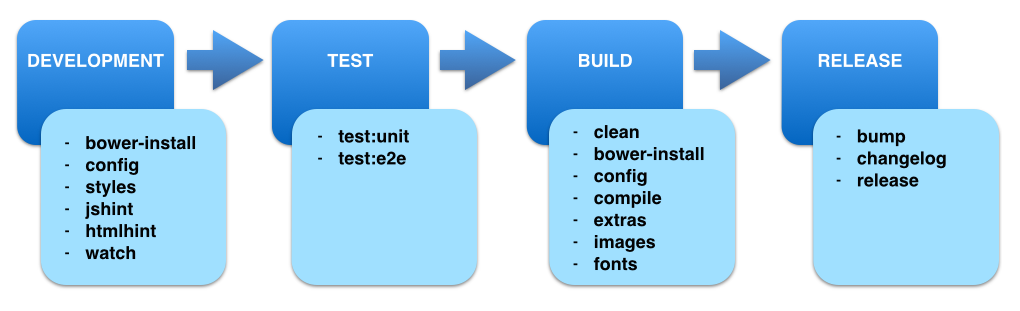 DEVELOPMENT
- bower-install
- config
- styles
- jshint
- htmlhint
- watch
TEST
- test:unit
- test:e2e
BUILD
- clean
- bower-install
- config
- compile
- extras
- images
- fonts
RELEASE
- bump
- changelog
- release